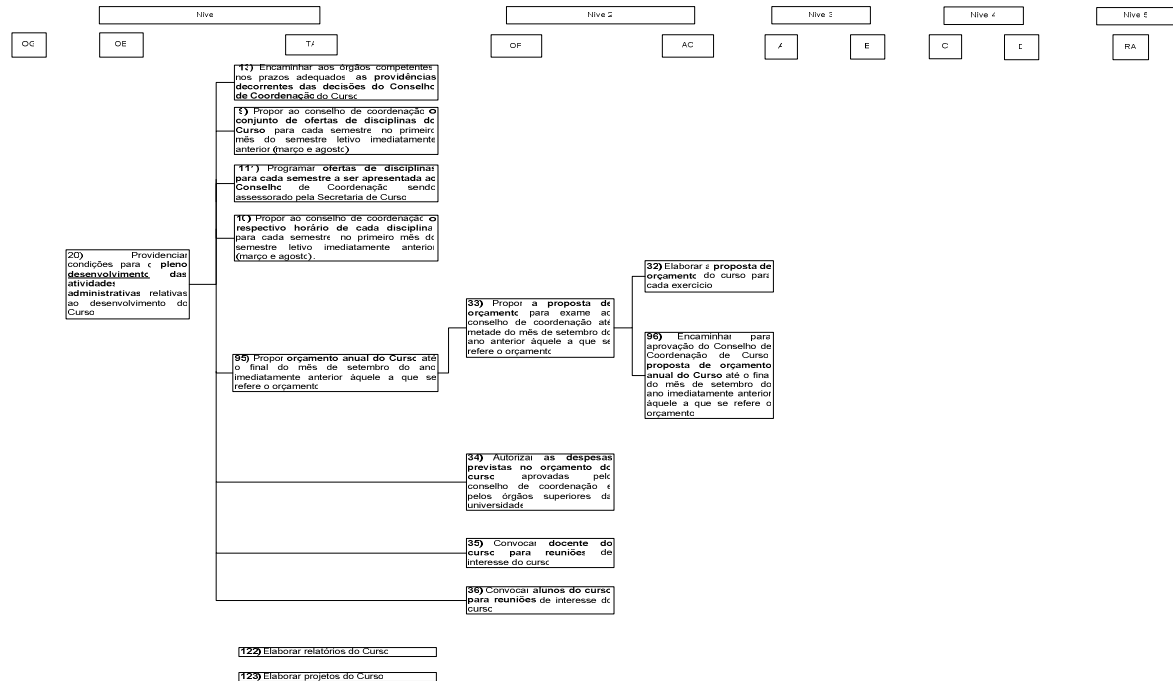 Nive
Nive 2
Nive 3
Nive 4
Nive 5
OG
OE
TA
OF
AC
A
E
C
RA
12) Encaminhar aos órgãos competentes
nos prazos adequados as providências
decorrentes das decisões do Conselho
de Coordenação do Curso
9) Propor ao conselho de coordenação o
conjunto de ofertas de disciplinas do
Curso para cada semestre no primeiro
mês do semestre letivo imediatamente
anterior (março e agosto)
11) Programar ofertas de disciplinas
para cada semestre a ser apresentada ao
Conselho de Coordenação sendo
assessorado pela Secretaria de Curso
10) Propor ao conselho de coordenação o
respectivo horário de cada disciplina
para cada semestre no primeiro mês do
semestre letivo imediatamente anterior
(março e agosto).
20) Providenciar
condições para o pleno
desenvolvimento das
atividades
administrativas relativas
ao desenvolvimento do
Curso
95) Propor orçamento anual do Curso até
o final do mês de setembro do ano
imediatamente anterior áquele a que se
refere o orçamento
33) Propor a proposta de
orçamento para exame ao
conselho de coordenação até
metade do mês de setembro do
ano anterior áquele a que se
refere o orçamento
32) Elaborar a proposta de
orçamento do curso para
cada exercício
96) Encaminhar para
aprovação do Conselho de
Coordenação de Curso
proposta de orçamento
anual do Curso até o final
do mês de setembro do
ano imediatamente anterior
áquele a que se refere o
orçamento
34) Autorizar as despesas
previstas no orçamento do
curso aprovadas pelo
conselho de coordenação e
pelos órgãos superiores da
universidade
35) Convocar docente do
curso para reuniões de
interesse do curso
36) Convocar alunos do curso
para reuniões de interesse do
curso
122) Elaborar relatórios do Curso
123) Elaborar projetos do Curso